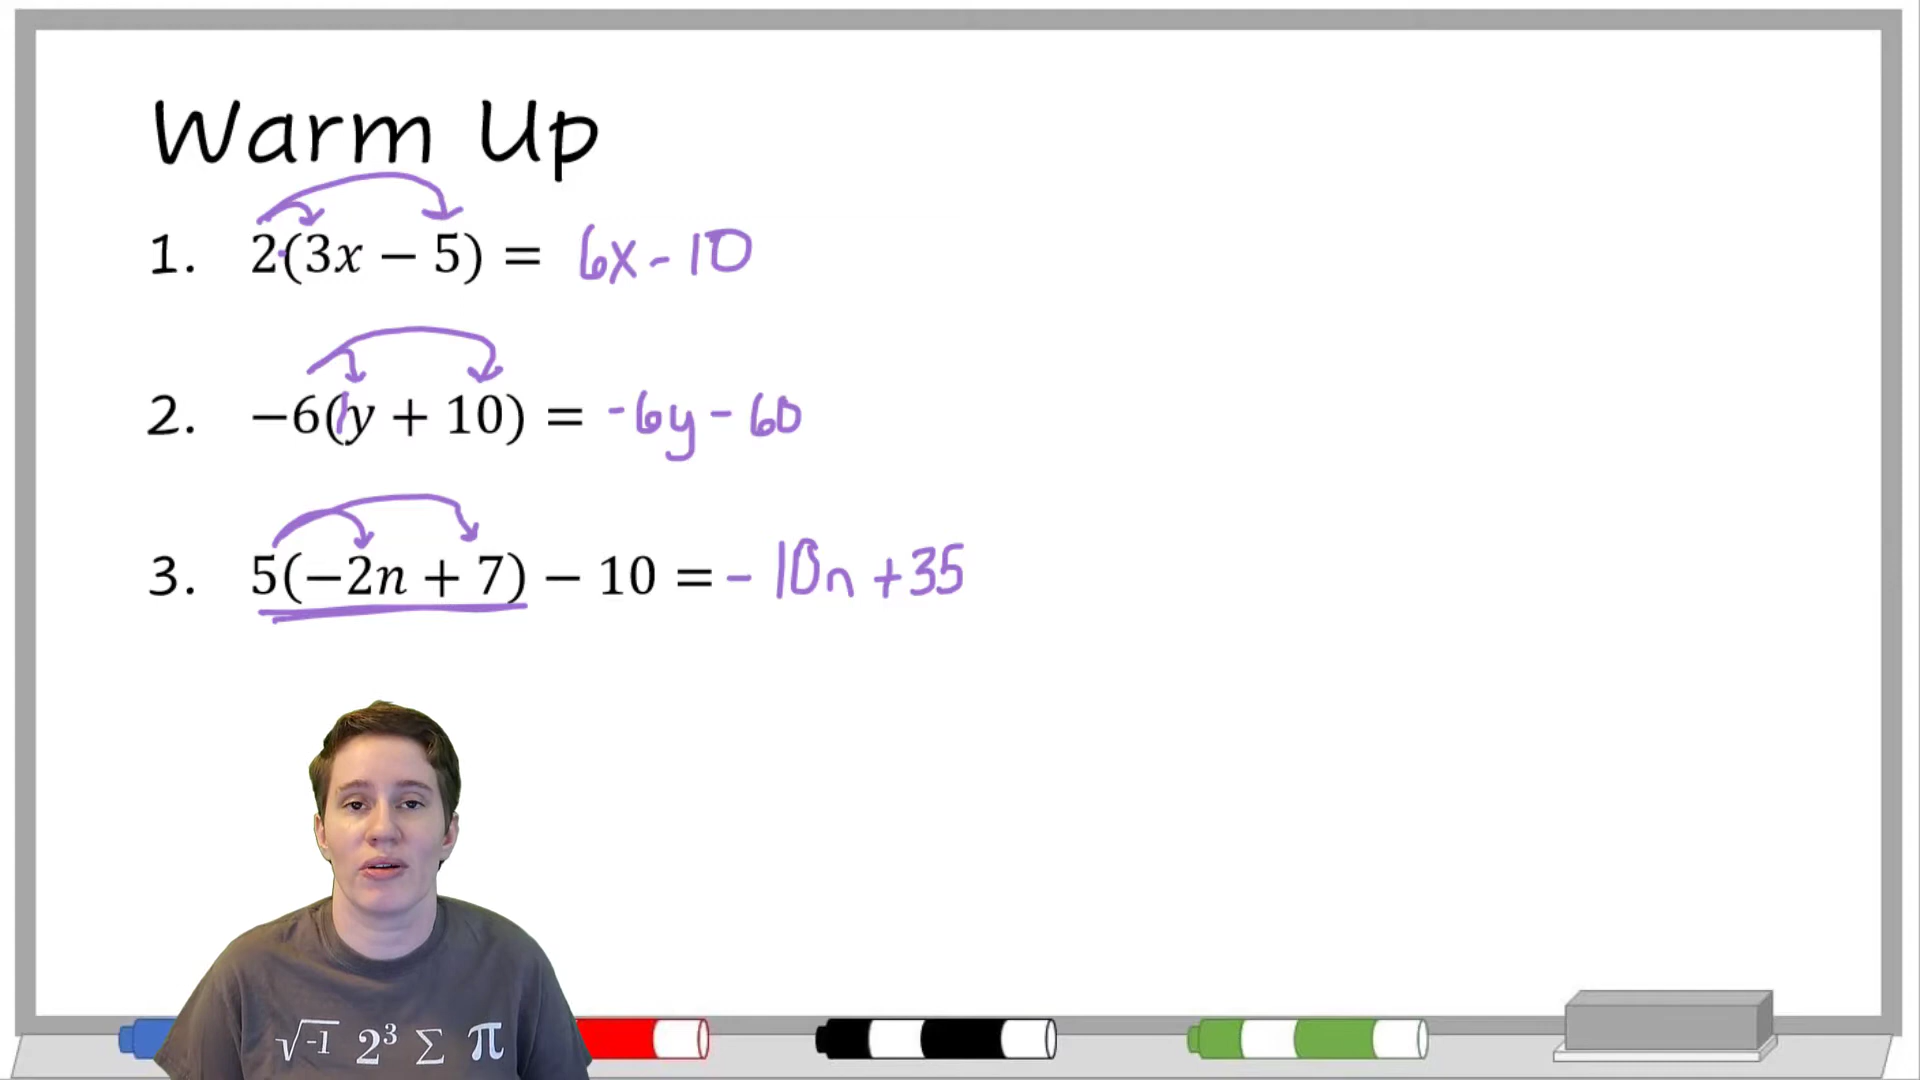 Warm Up
1. 2·(3x − 5) = 6x - 10
2. −6(1y + 10) = -6y - 60
3. 5(−2n + 7) − 10 = - 10n + 35
√-1 2³ Σ π